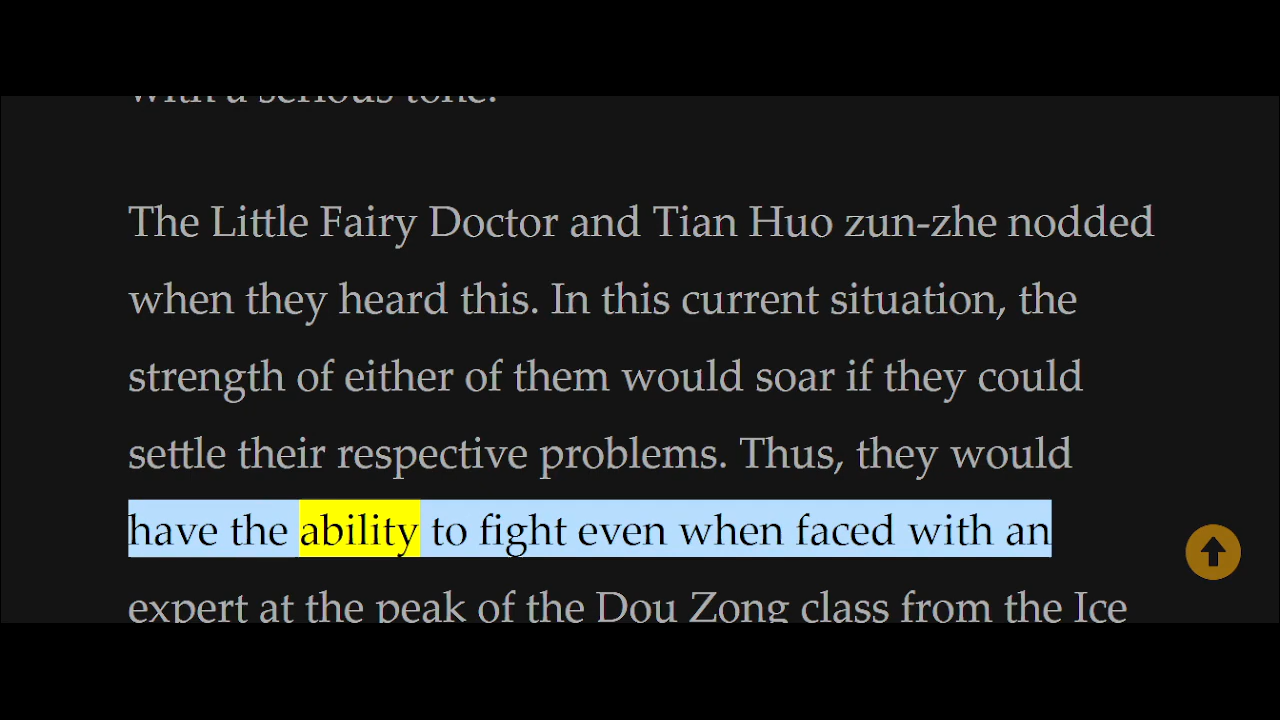 with a serious tone.
The Little Fairy Doctor and Tian Huo zun-zhe nodded
when they heard this. In this current situation, the
strength of either of them would soar if they could
settle their respective problems. Thus, they would
have the ability to fight even when faced with an
expert at the peak of the Dou Zong class from the Ice